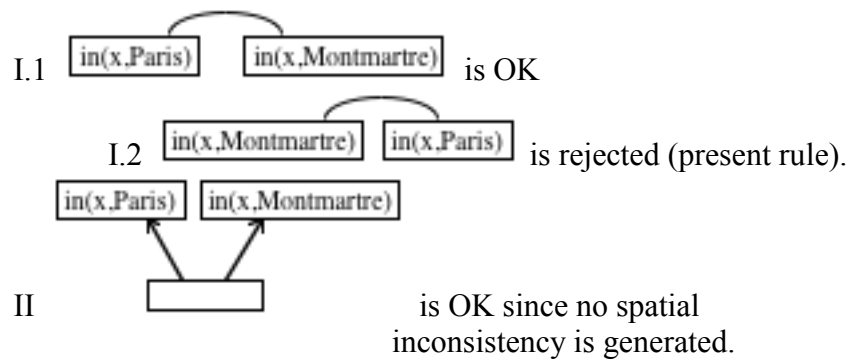 I.1 in(x,Paris) in(x,Montmartre) is OK
I.2 in(x,Montmartre) in(x,Paris) is rejected (present rule).
in(x,Paris) in(x,Montmartre)
II is OK since no spatial
inconsistency is generated.